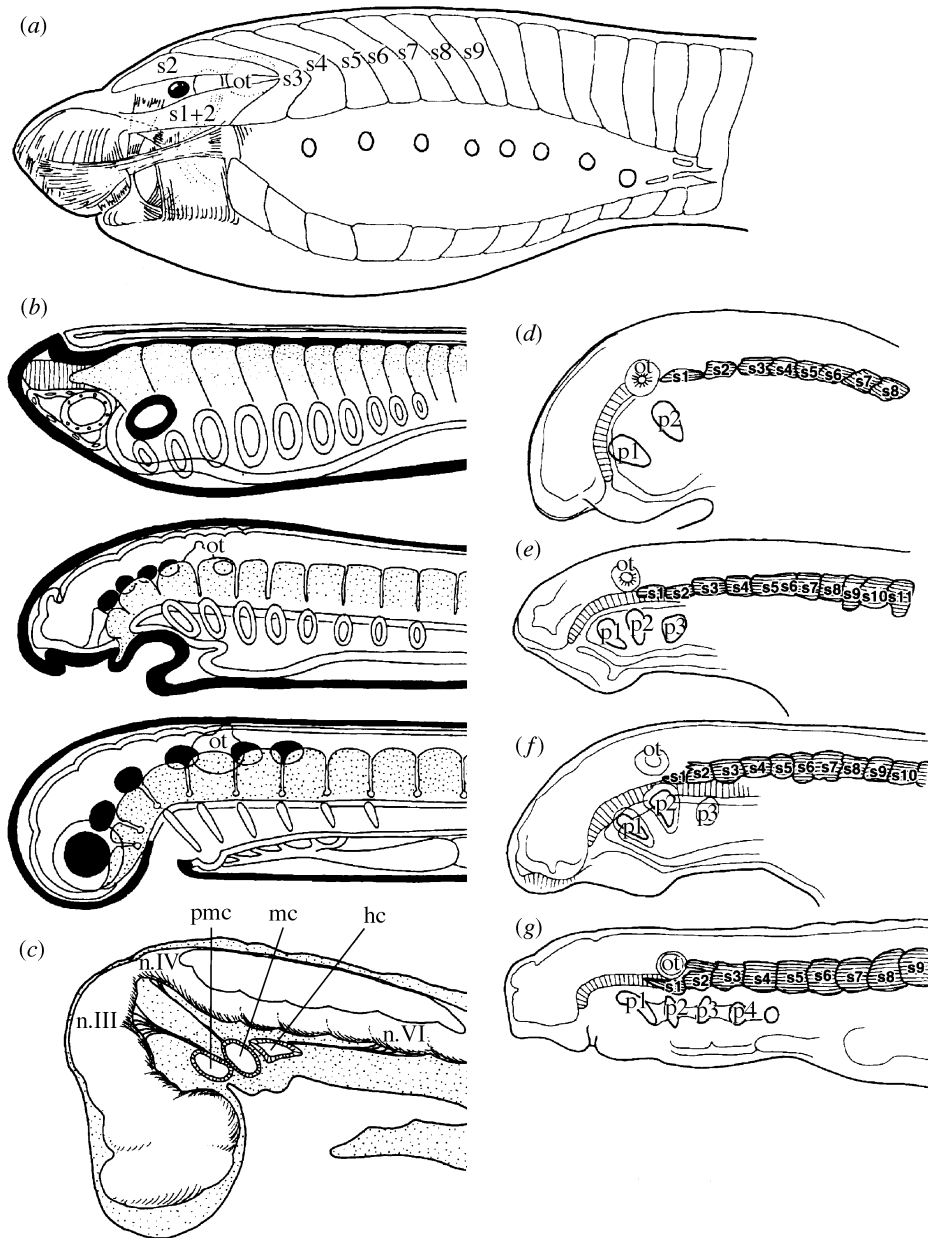 (a)
s2
ot
s1+2
s3 s4 s5 s6 s7 s8 s9
(b)
ot
ot
(c)
pmc
mc
hc
n.IV
n.III
n.VI
(d)
ot
s1 s2 s3 s4 s5 s6 s7 s8
p1 p2
(e)
ot
s1 s2 s3 s4 s5 s6 s7 s8 s9 s10 s11
p1 p2 p3
(f)
ot
s1 s2 s3 s4 s5 s6 s7 s8 s9 s10
p1 p2 p3
(g)
ot
s1 s2 s3 s4 s5 s6 s7 s8 s9
p1 p2 p3 p4